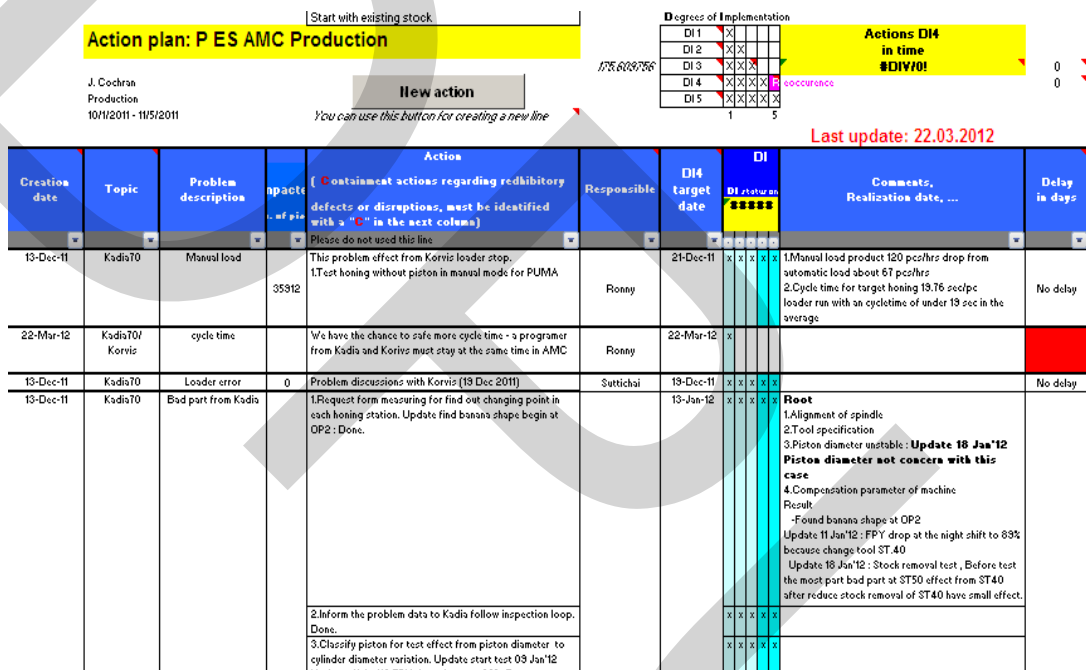 Start with existing stock
Degrees of Implementation
Action plan: P ES AMC Production
DI 1 X
DI 2 X X
DI 3 X X X
DI 4 X X X X R eoccurence
DI 5 X X X X X
1 5
Actions DI4
in time
#DIV/0!
0
0
175.609756
J. Cochran
Production
10/1/2011 - 11/5/2011
New action
You can use this button for creating a new line
Last update: 22.03.2012
Creation
date
Topic
Problem
description
mpacte
. of pie
Action
( Containment actions regarding redhibitory
defects or disruptions, must be identified
with a "C" in the next column)
Please do not used this line
Responsible
DI4
target
date
DI
DI status on
#####
Comments,
Realization date, ...
Delay
in days
13-Dec-11 Kadia70 Manual load
35912
This problem effect from Korvis loader stop.
1.Test honing without piston in manual mode for PUMA
Ronny
21-Dec-11 x x x x x
1.Manual load product 120 pcs/hrs drop from
automatic load about 67 pcs/hrs
2.Cycle time for target honing 19.76 sec/pc
loader run with an cycletime of under 19 sec in the
average
No delay
22-Mar-12 Kadia70/
Korvis
cycle time
We have the chance to safe more cycle time - a programer
from Kadia and Korivs must stay at the same time in AMC
Ronny
22-Mar-12 x
13-Dec-11 Kadia70 Loader error 0 Problem discussions with Korvis (19 Dec 2011) Suttichai 19-Dec-11 x x x x x No delay
13-Dec-11 Kadia70 Bad part from Kadia
1.Request form measuring for find out changing point in
each honing station. Update find banana shape begin at
OP2 : Done.
13-Jan-12 x x x x x
Root
1.Alignment of spindle
2.Tool specification
3.Piston diameter unstable : Update 18 Jan'12
Piston diameter not concern with this
case
4.Compensation parameter of machine
Result
-Found banana shape at OP2
Update 11 Jan'12 : FPY drop at the night shift to 89%
because change tool ST.40
Update 18 Jan'12 : Stock removal test , Before test
the most part bad part at ST50 effect from ST40
after reduce stock removal of ST40 have small effect.
2.Inform the problem data to Kadia follow inspection loop.
Done.
x x x x x
3.Classify piston for test effect from piston diameter to
cylinder diameter variation. Update start test 09 Jan'12
x x x x x